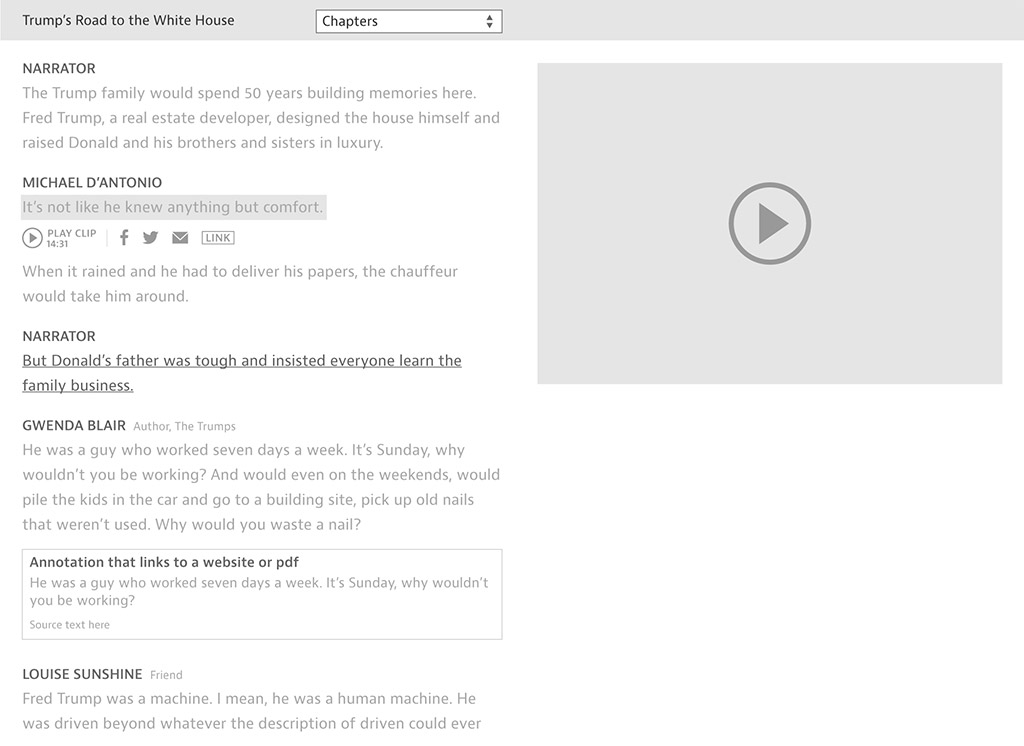 Trump’s Road to the White House
Chapters
NARRATOR
The Trump family would spend 50 years building memories here.
Fred Trump, a real estate developer, designed the house himself and
raised Donald and his brothers and sisters in luxury.
MICHAEL D’ANTONIO
It’s not like he knew anything but comfort.
PLAY CLIP
14:31
LINK
When it rained and he had to deliver his papers, the chauffeur
would take him around.
NARRATOR
But Donald’s father was tough and insisted everyone learn the
family business.
GWENDA BLAIR Author, The Trumps
He was a guy who worked seven days a week. It’s Sunday, why
wouldn’t you be working? And would even on the weekends, would
pile the kids in the car and go to a building site, pick up old nails
that weren’t used. Why would you waste a nail?
Annotation that links to a website or pdf
He was a guy who worked seven days a week. It’s Sunday, why wouldn’t
you be working?
Source text here
LOUISE SUNSHINE Friend
Fred Trump was a machine. I mean, he was a human machine. He
was driven beyond whatever the description of driven could ever